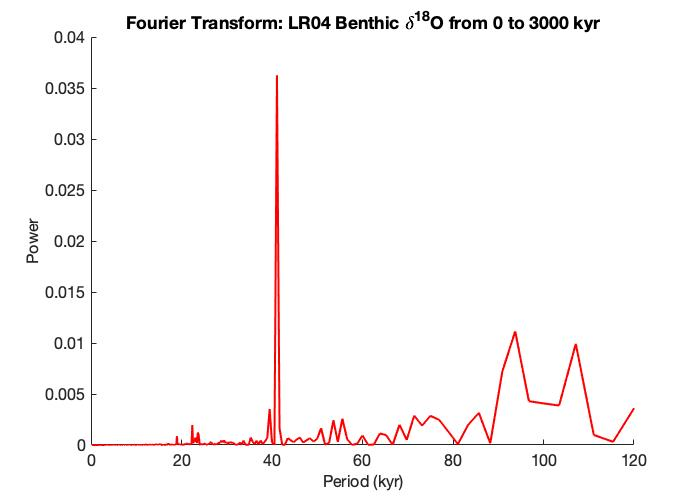 Fourier Transform: LR04 Benthic δ¹⁸O from 0 to 3000 kyr
0.04
0.035
0.03
0.025
0.02
0.015
0.01
0.005
0
Power
0 20 40 60 80 100 120
Period (kyr)